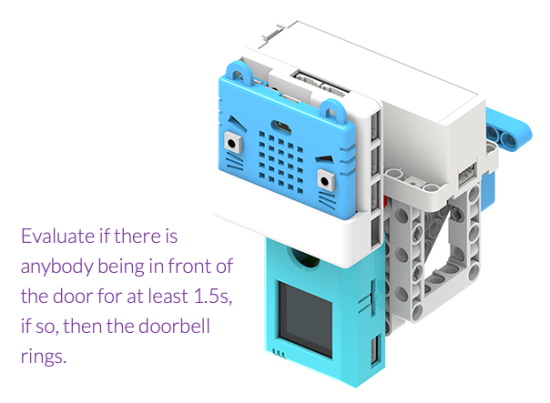 Evaluate if there is
anybody being in front of
the door for at least 1.5s,
if so, then the doorbell
rings.